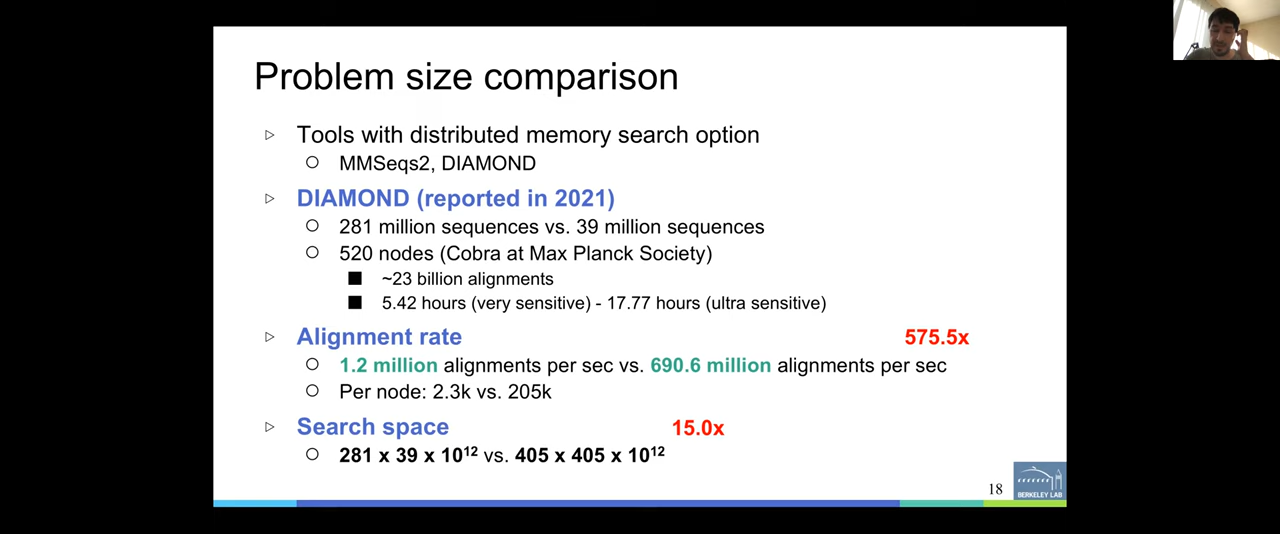 Problem size comparison
Tools with distributed memory search option
MMSeqs2, DIAMOND
DIAMOND (reported in 2021)
281 million sequences vs. 39 million sequences
520 nodes (Cobra at Max Planck Society)
~23 billion alignments
5.42 hours (very sensitive) - 17.77 hours (ultra sensitive)
Alignment rate 575.5x
1.2 million alignments per sec vs. 690.6 million alignments per sec
Per node: 2.3k vs. 205k
Search space 15.0x
281 x 39 x 10¹² vs. 405 x 405 x 10¹²
18
BERKELEY LAB